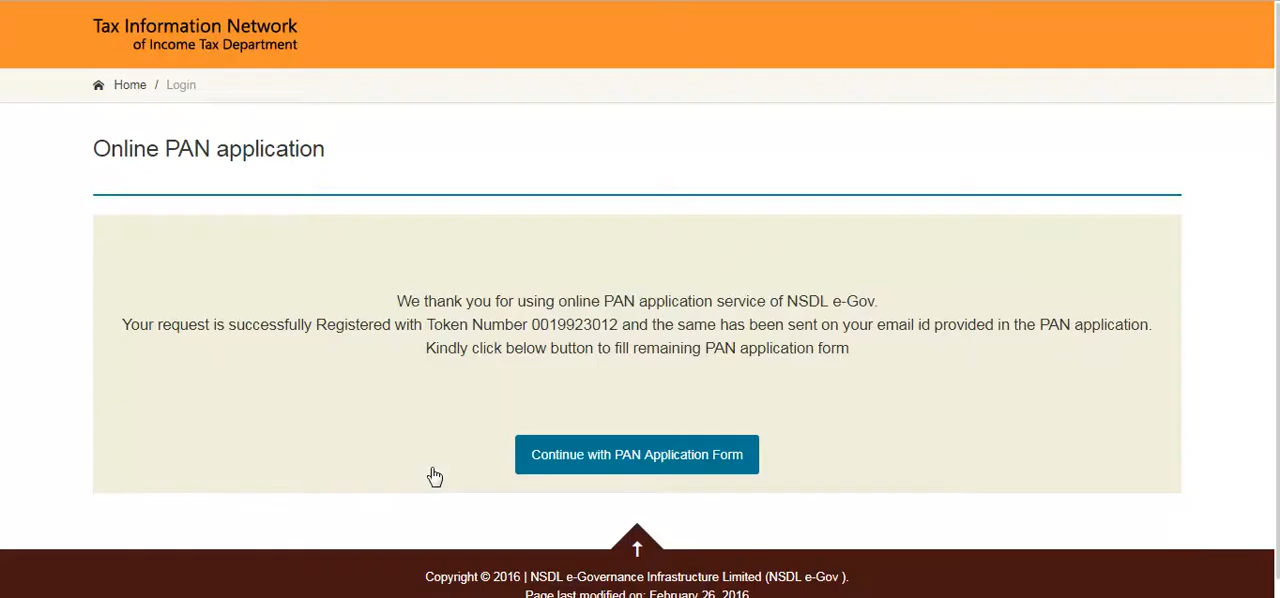 Tax Information Network
of Income Tax Department
Home / Login
Online PAN application
We thank you for using online PAN application service of NSDL e-Gov.
Your request is successfully Registered with Token Number 0019923012 and the same has been sent on your email id provided in the PAN application.
Kindly click below button to fill remaining PAN application form
Continue with PAN Application Form
Copyright © 2016 | NSDL e-Governance Infrastructure Limited (NSDL e-Gov ).
Page last modified on: February 26, 2016